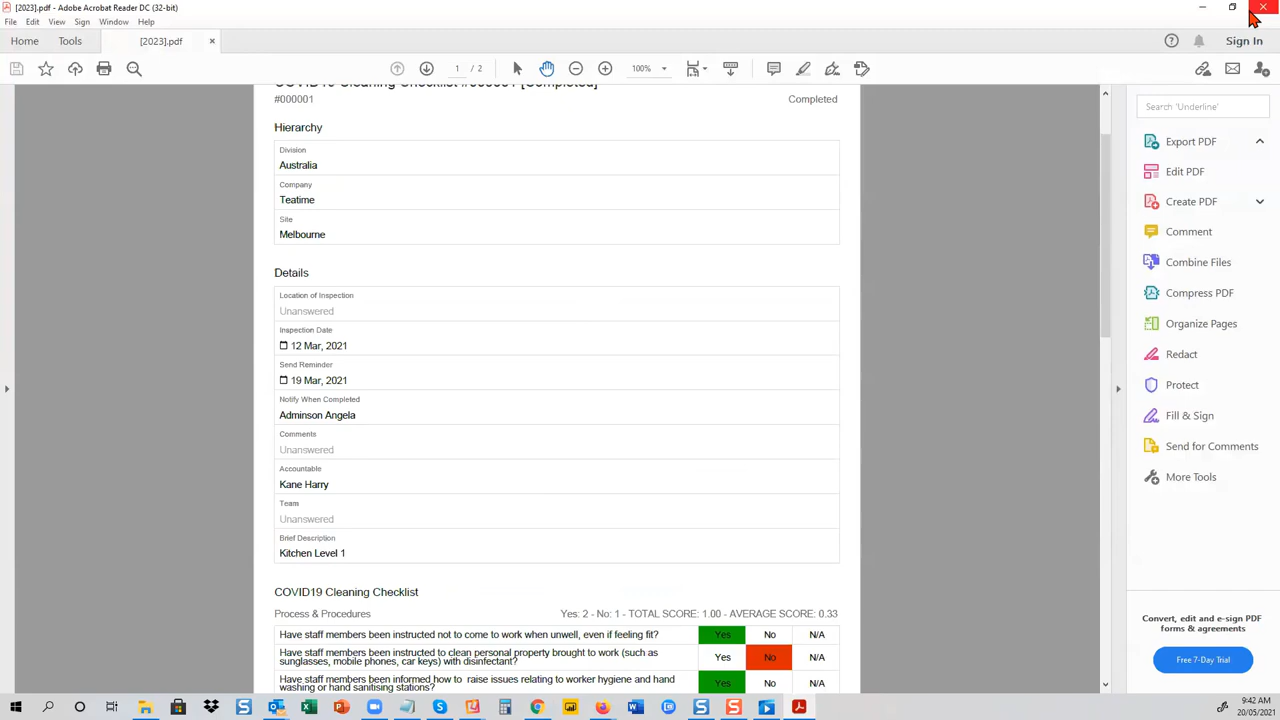 [2023].pdf - Adobe Acrobat Reader DC (32-bit)
File Edit View Sign Window Help
Home Tools [2023].pdf × Sign In
1 / 2 100%
COVID19 Cleaning Checklist #000001 [Completed]
#000001 Completed
Hierarchy
Division
Australia
Company
Teatime
Site
Melbourne
Details
Location of Inspection
Unanswered
Inspection Date
12 Mar, 2021
Send Reminder
19 Mar, 2021
Notify When Completed
Adminson Angela
Comments
Unanswered
Accountable
Kane Harry
Team
Unanswered
Brief Description
Kitchen Level 1
COVID19 Cleaning Checklist
Process & Procedures Yes: 2 - No: 1 - TOTAL SCORE: 1.00 - AVERAGE SCORE: 0.33
Have staff members been instructed not to come to work when unwell, even if feeling fit? Yes No N/A
Have staff members been instructed to clean personal property brought to work (such as
sunglasses, mobile phones, car keys) with disinfectant? Yes No N/A
Have staff members been informed how to raise issues relating to worker hygiene and hand
washing or hand sanitising stations? Yes No N/A
Search 'Underline'
Export PDF
Edit PDF
Create PDF
Comment
Combine Files
Compress PDF
Organize Pages
Redact
Protect
Fill & Sign
Send for Comments
More Tools
Convert, edit and e-sign PDF
forms & agreements
Free 7-Day Trial
9:42 AM
20/05/2021